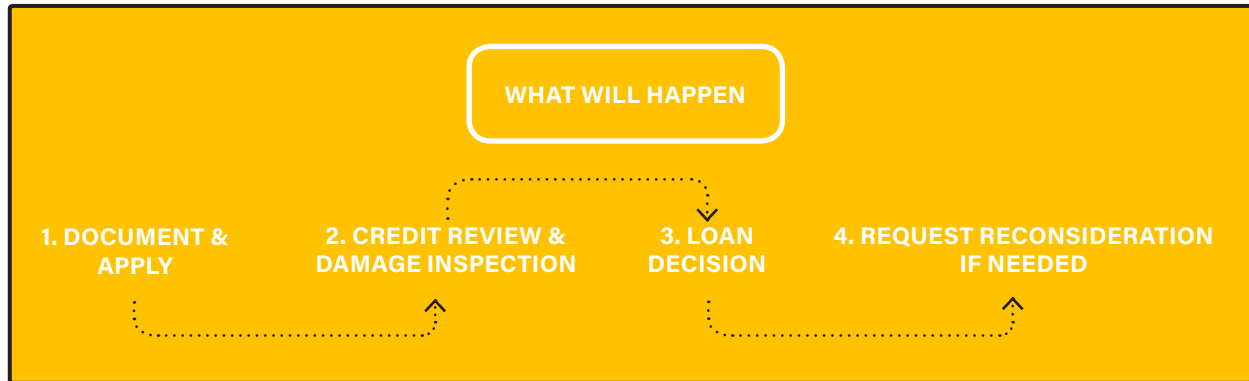 WHAT WILL HAPPEN
1. DOCUMENT &
APPLY
2. CREDIT REVIEW &
DAMAGE INSPECTION
3. LOAN
DECISION
4. REQUEST RECONSIDERATION
IF NEEDED